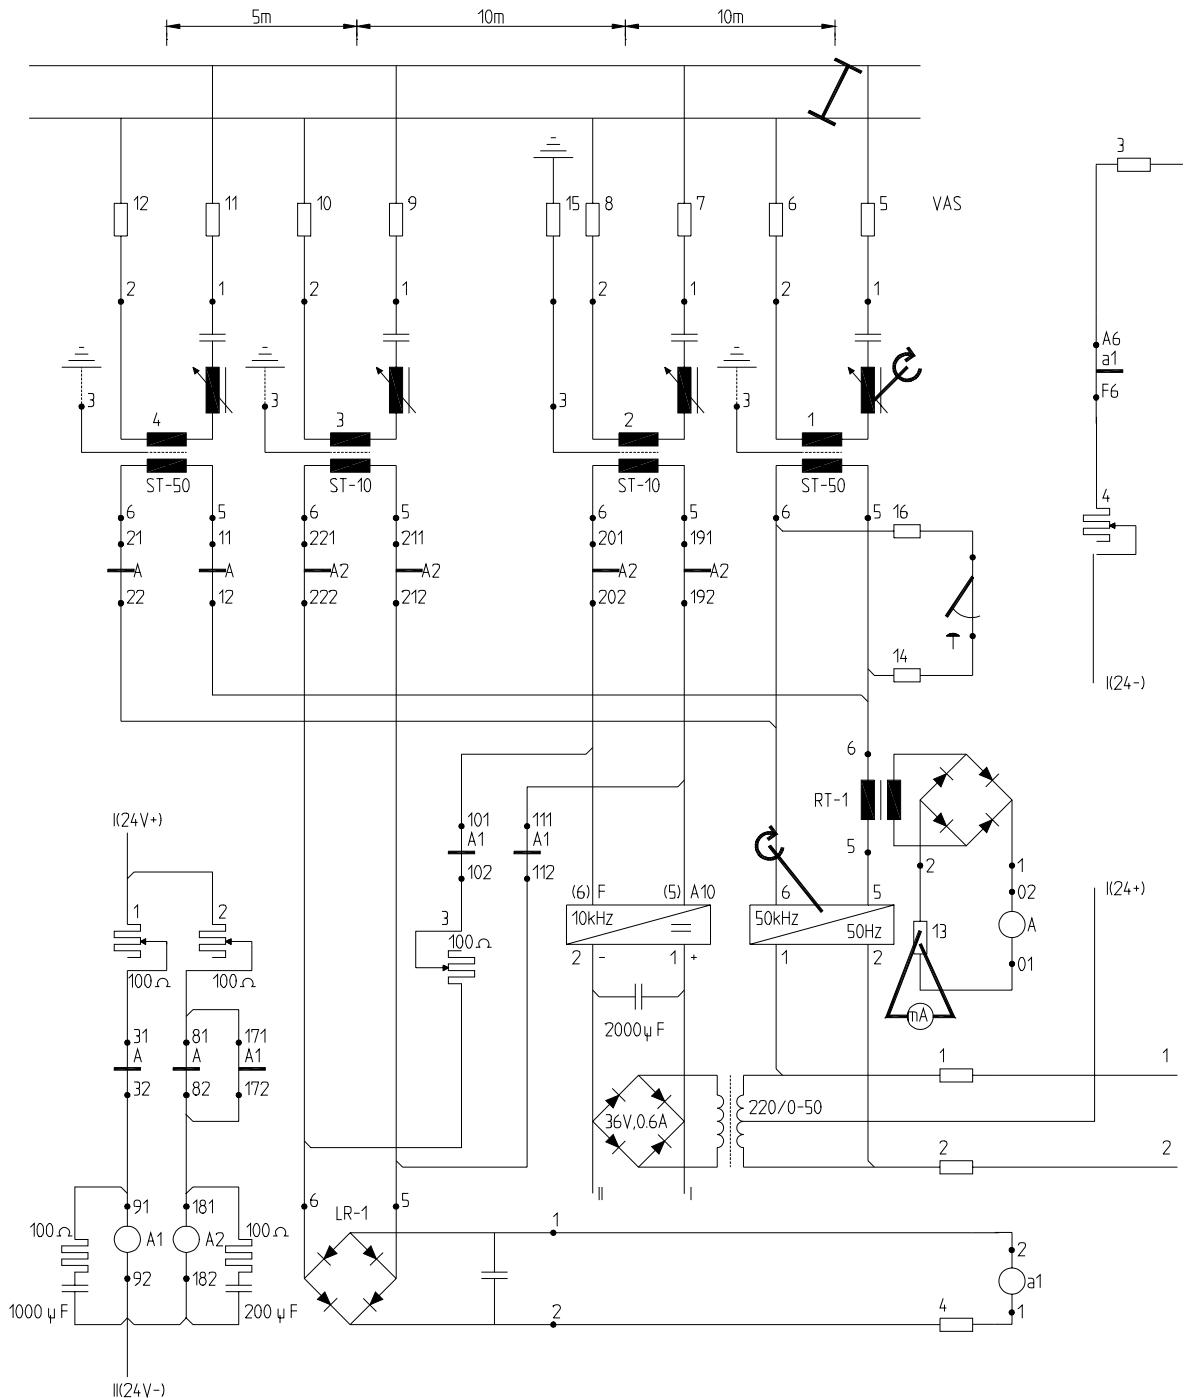 5m 10m 10m
3
12 11 10 9 15 8 7 6 5 VAS
2 1 2 1 2 1 2 1
A6
a1
F6
3 3 3 3
4 3 2 1
ST-50 ST-10 ST-10 ST-50
4
6 5 6 5 6 5 6 5 16
21 11 221 211 201 191
A A A2 A2 A2 A2
22 12 222 212 202 192
14
I(24-)
6
RT-1
I(24V+)
101 111
A1 A1
102 112
5
2 1
(6) F (5) A10 6 5 02
I(24+)
1 2 3
10kHz 50kHz
50Hz
13 A
100Ω
2 - 1 + 1 2 01
100Ω 100Ω
mA
2000µF
31 81 171
A A A1
32 82 172
1 1
220/0-50
36V,0.6A
2 2
II I
91 181 6 5
LR-1 1
100Ω A1 A2 100Ω
2
92 182
a1
1000µF 200µF
2 4 1
II(24V-)